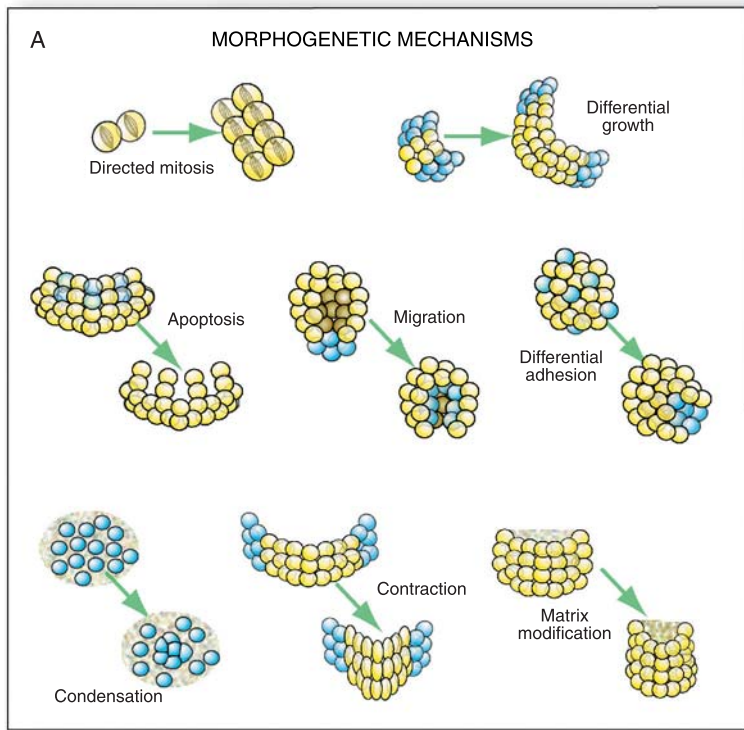 A
MORPHOGENETIC MECHANISMS
Directed mitosis
Differential
growth
Apoptosis
Migration
Differential
adhesion
Condensation
Contraction
Matrix
modification